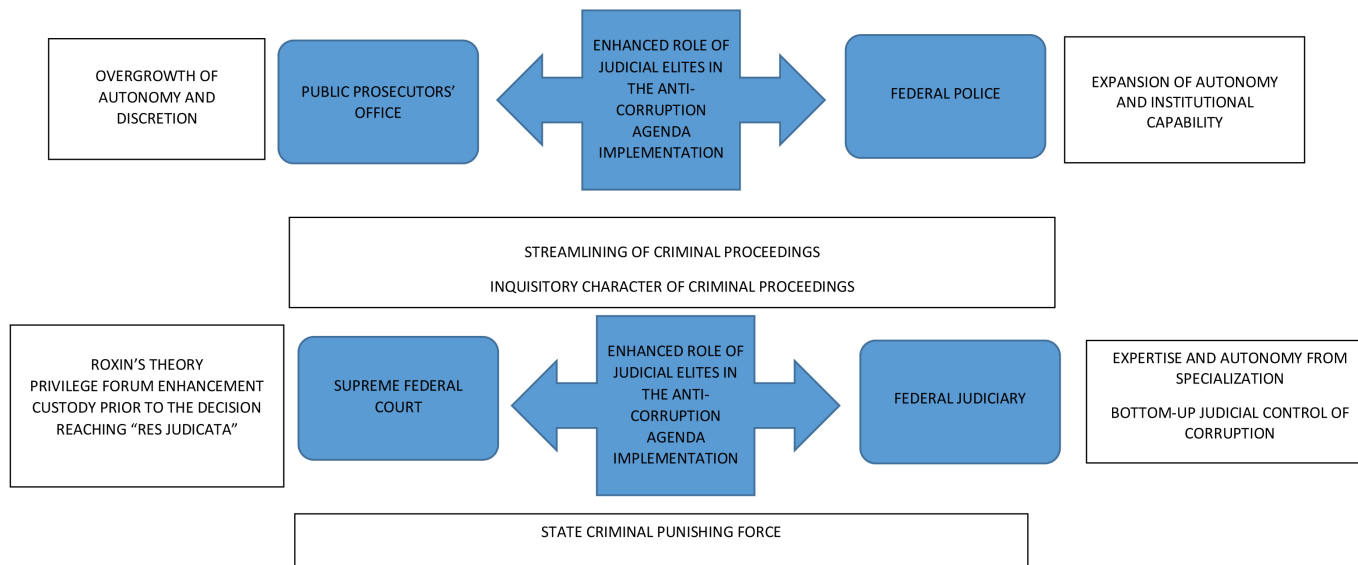 OVERGROWTH OF
AUTONOMY AND
DISCRETION
PUBLIC PROSECUTORS'
OFFICE
ENHANCED ROLE OF
JUDICIAL ELITES IN
THE ANTI-
CORRUPTION
AGENDA
IMPLEMENTATION
FEDERAL POLICE
EXPANSION OF AUTONOMY
AND INSTITUTIONAL
CAPABILITY
STREAMLINING OF CRIMINAL PROCEEDINGS
INQUISITORY CHARACTER OF CRIMINAL PROCEEDINGS
ROXIN'S THEORY
PRIVILEGE FORUM ENHANCEMENT
CUSTODY PRIOR TO THE DECISION
REACHING “RES JUDICATA”
SUPREME FEDERAL
COURT
ENHANCED ROLE OF
JUDICIAL ELITES IN
THE ANTI-
CORRUPTION
AGENDA
IMPLEMENTATION
FEDERAL JUDICIARY
EXPERTISE AND AUTONOMY FROM
SPECIALIZATION
BOTTOM-UP JUDICIAL CONTROL OF
CORRUPTION
STATE CRIMINAL PUNISHING FORCE